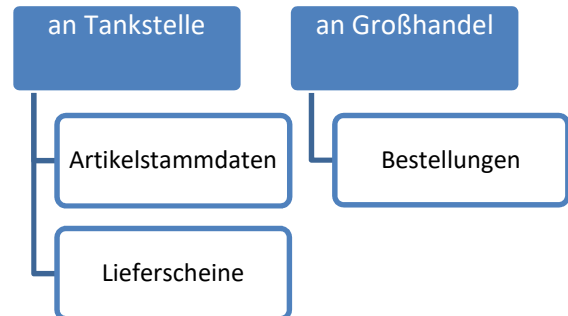 an Tankstelle
Artikelstammdaten
Lieferscheine
an Großhandel
Bestellungen